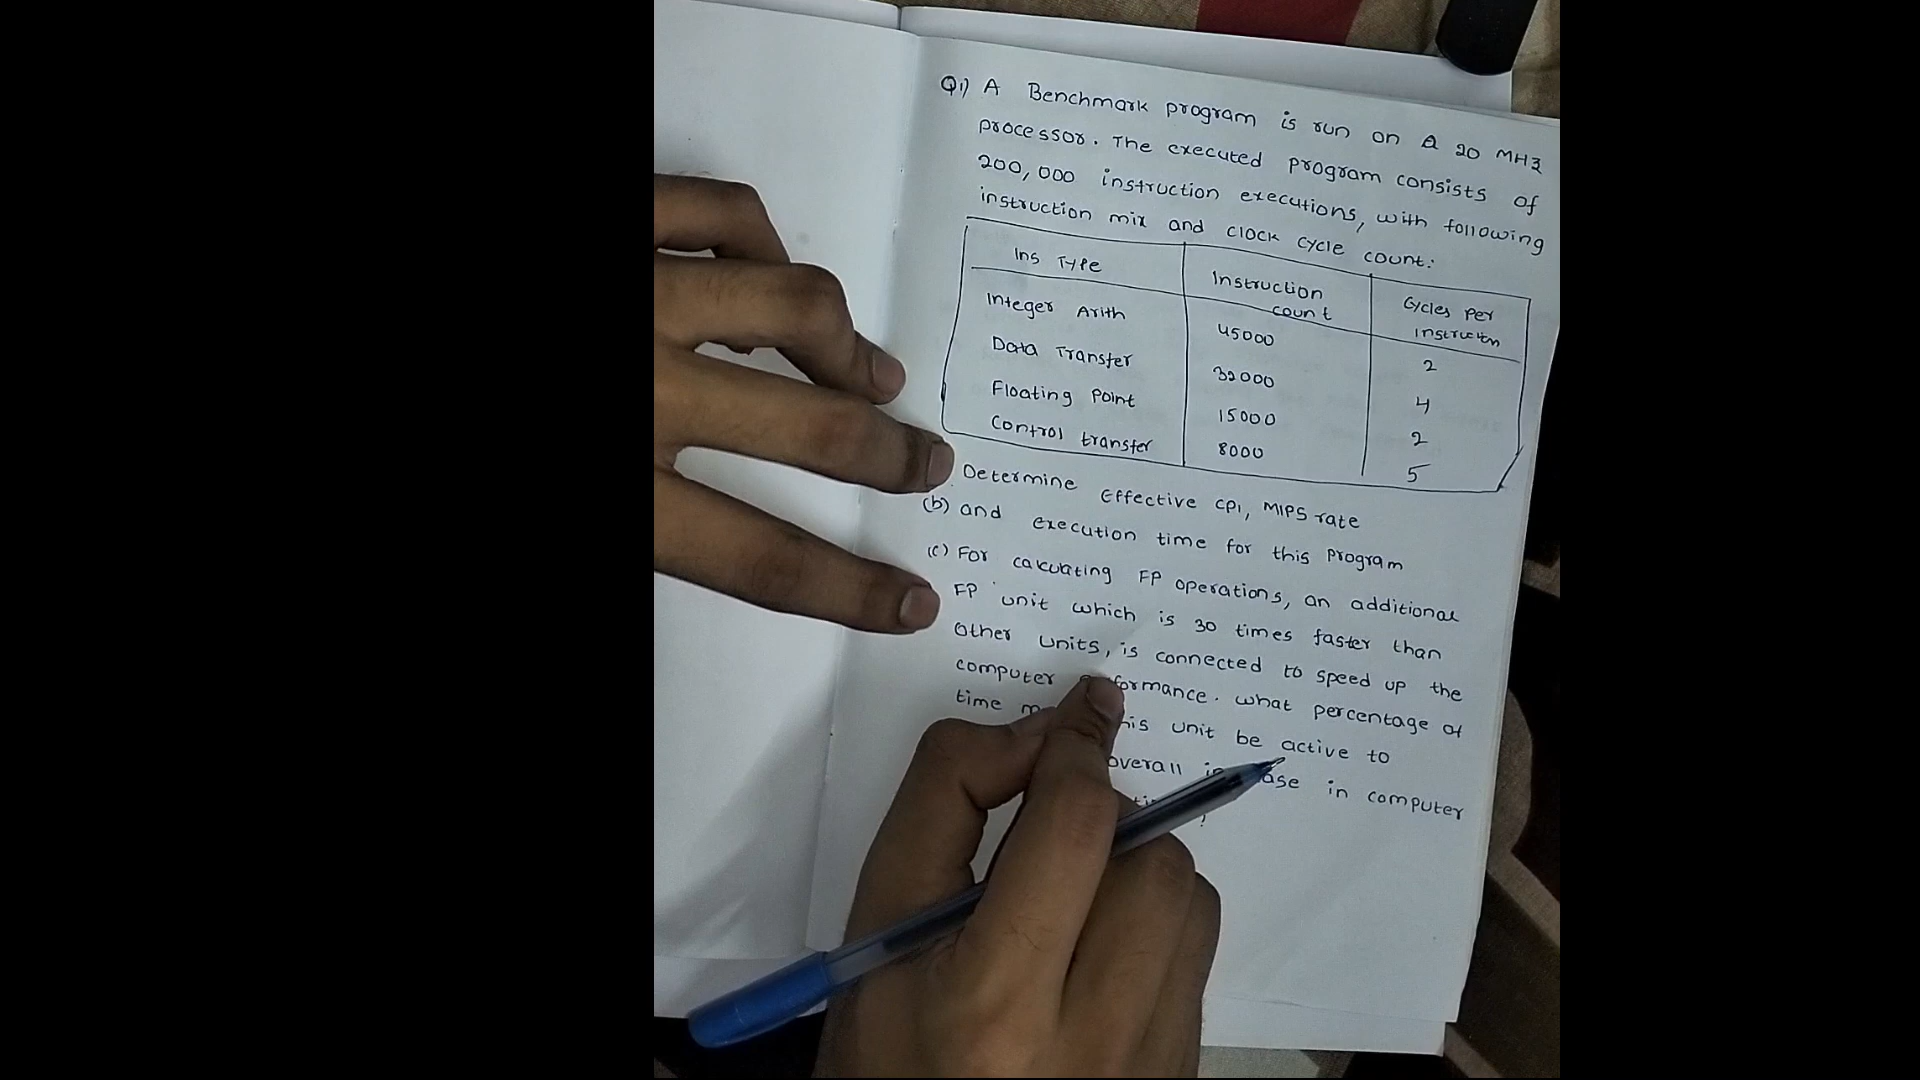 Q1) A Benchmark program is run on a 20 MHz
processor. The executed program consists of
200,000 instruction executions, with following
instruction mix and clock cycle count:
Ins Type Instruction count Cycles per instruction
Integer Arith 45000 2
Data Transfer 32000 4
Floating point 15000 2
Control transfer 8000 5
Determine Effective CPI, MIPS rate
(b) and execution time for this program
(c) For calculating FP operations, an additional
FP unit which is 30 times faster than
other units, is connected to speed up the
computer What percentage of
time unit be active to
overall in computer
?